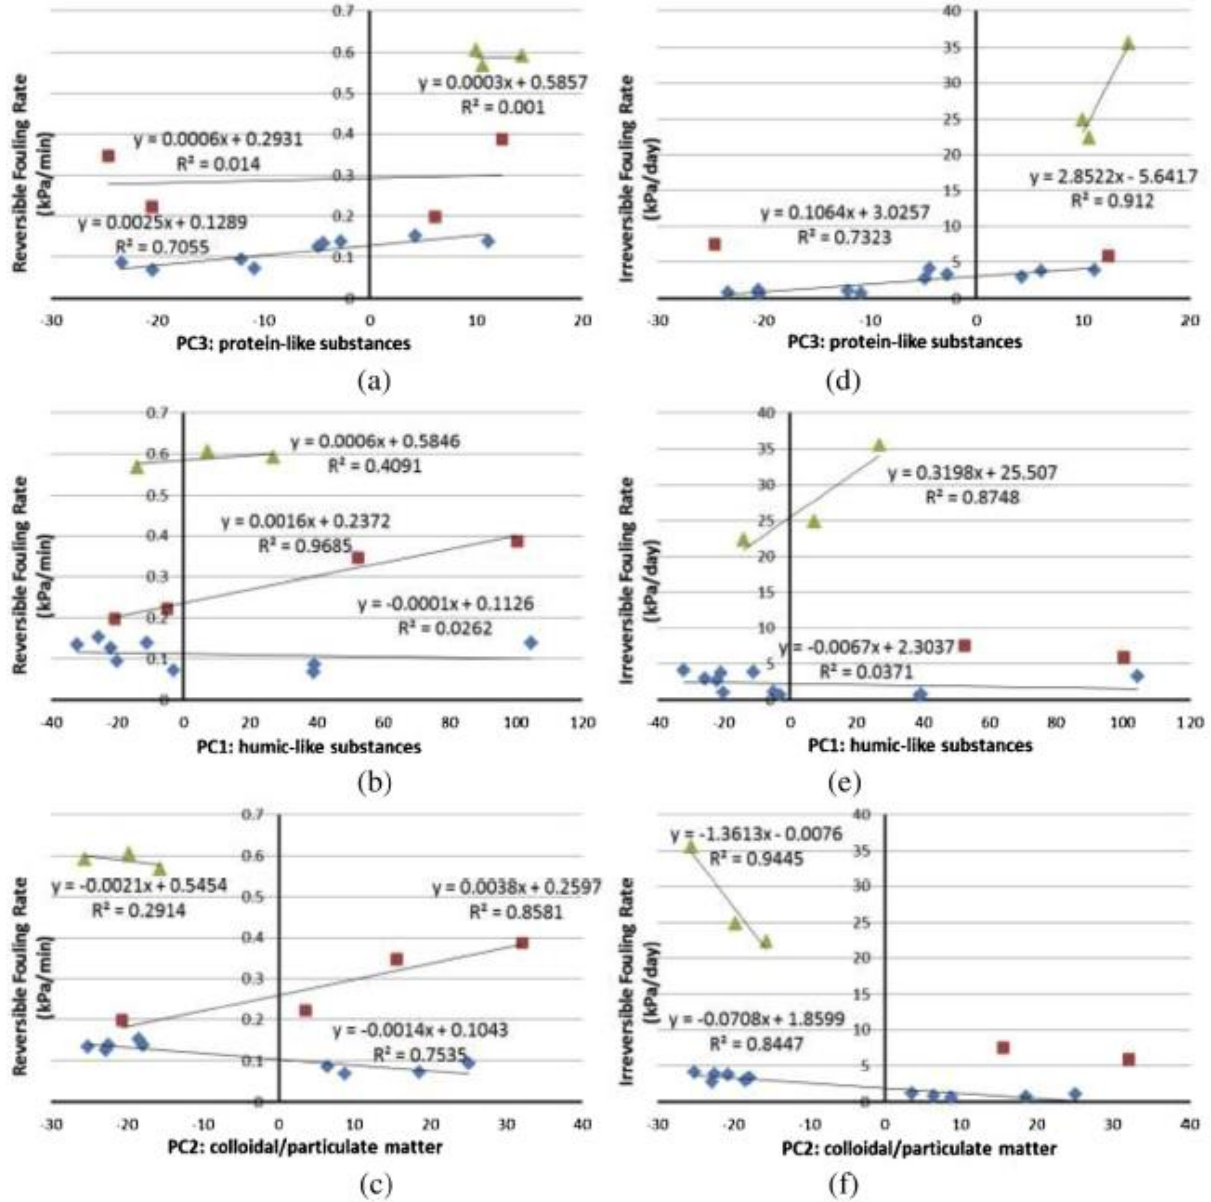 0.7
0.6
0.5
0.4
0.3
0.2
0.1
0
Reversible Fouling Rate
(kPa/min)
y = 0.0003x + 0.5857
R² = 0.001
y = 0.0006x + 0.2931
R² = 0.014
y = 0.0025x + 0.1289
R² = 0.7055
-30 -20 -10 0 10 20
PC3: protein-like substances
(a)
40
35
30
25
20
15
10
5
0
Irreversible Fouling Rate
(kPa/day)
y = 2.8522x - 5.6417
R² = 0.912
y = 0.1064x + 3.0257
R² = 0.7323
-30 -20 -10 0 10 20
PC3: protein-like substances
(d)
0.7
0.6
0.5
0.4
0.3
0.2
0.1
0
Reversible Fouling Rate
(kPa/min)
y = 0.0006x + 0.5846
R² = 0.4091
y = 0.0016x + 0.2372
R² = 0.9685
y = -0.0001x + 0.1126
R² = 0.0262
-40 -20 0 20 40 60 80 100 120
PC1: humic-like substances
(b)
40
35
30
25
20
15
10
5
0
Irreversible Fouling Rate
(kPa/day)
y = 0.3198x + 25.507
R² = 0.8748
y = -0.0067x + 2.3037
R² = 0.0371
-40 -20 0 20 40 60 80 100 120
PC1: humic-like substances
(e)
0.7
0.6
0.5
0.4
0.3
0.2
0.1
0
Reversible Fouling Rate
(kPa/min)
y = -0.0021x + 0.5454
R² = 0.2914
y = 0.0038x + 0.2597
R² = 0.8581
y = -0.0014x + 0.1043
R² = 0.7535
-30 -20 -10 0 10 20 30 40
PC2: colloidal/particulate matter
(c)
40
35
30
25
20
15
10
5
0
Irreversible Fouling Rate
(kPa/day)
y = -1.3613x - 0.0076
R² = 0.9445
y = -0.0708x + 1.8599
R² = 0.8447
-30 -20 -10 0 10 20 30 40
PC2: colloidal/particulate matter
(f)